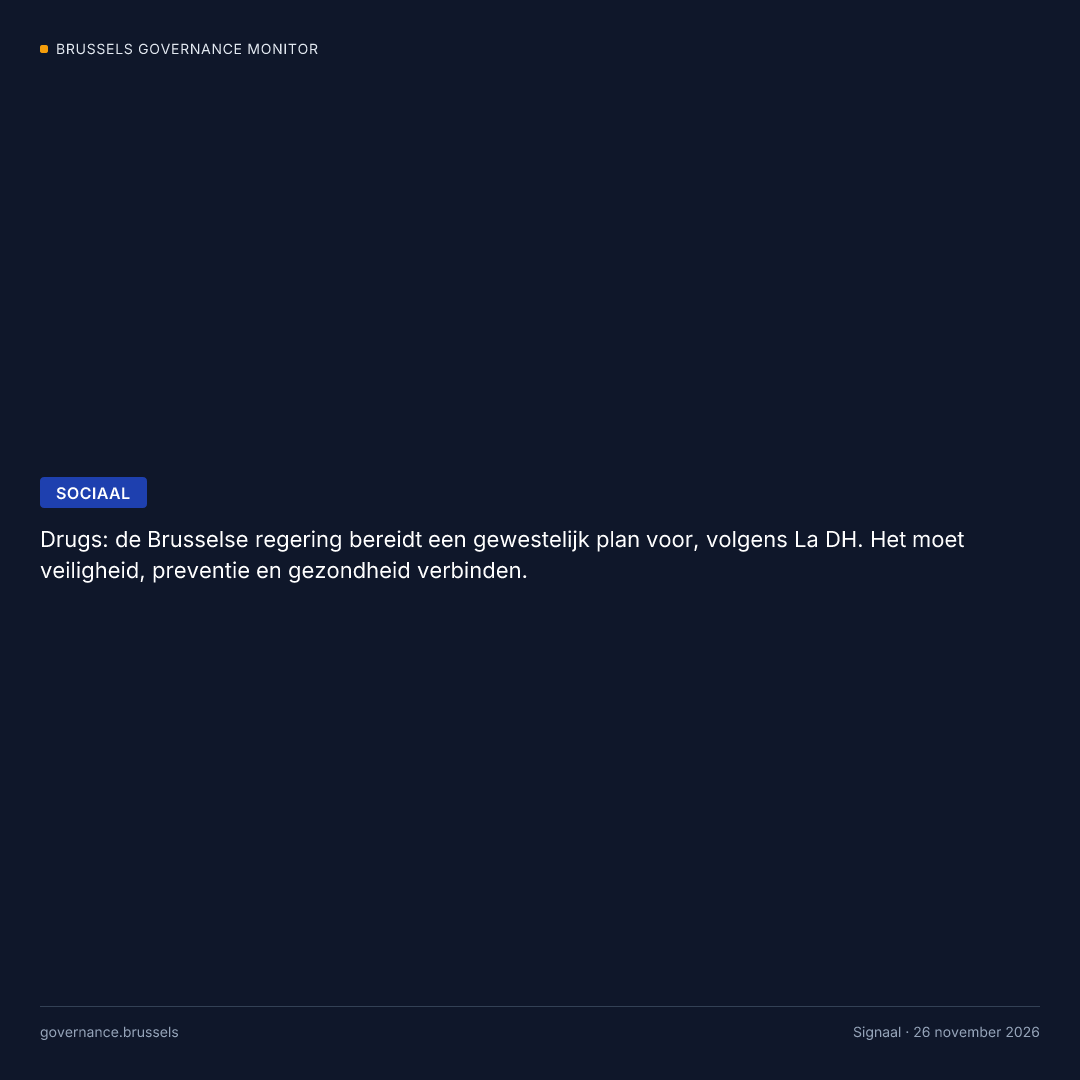 BRUSSELS GOVERNANCE MONITOR
SOCIAAL
Drugs: de Brusselse regering bereidt een gewestelijk plan voor, volgens La DH. Het moet
veiligheid, preventie en gezondheid verbinden.
governance.brussels
Signaal · 26 november 2026